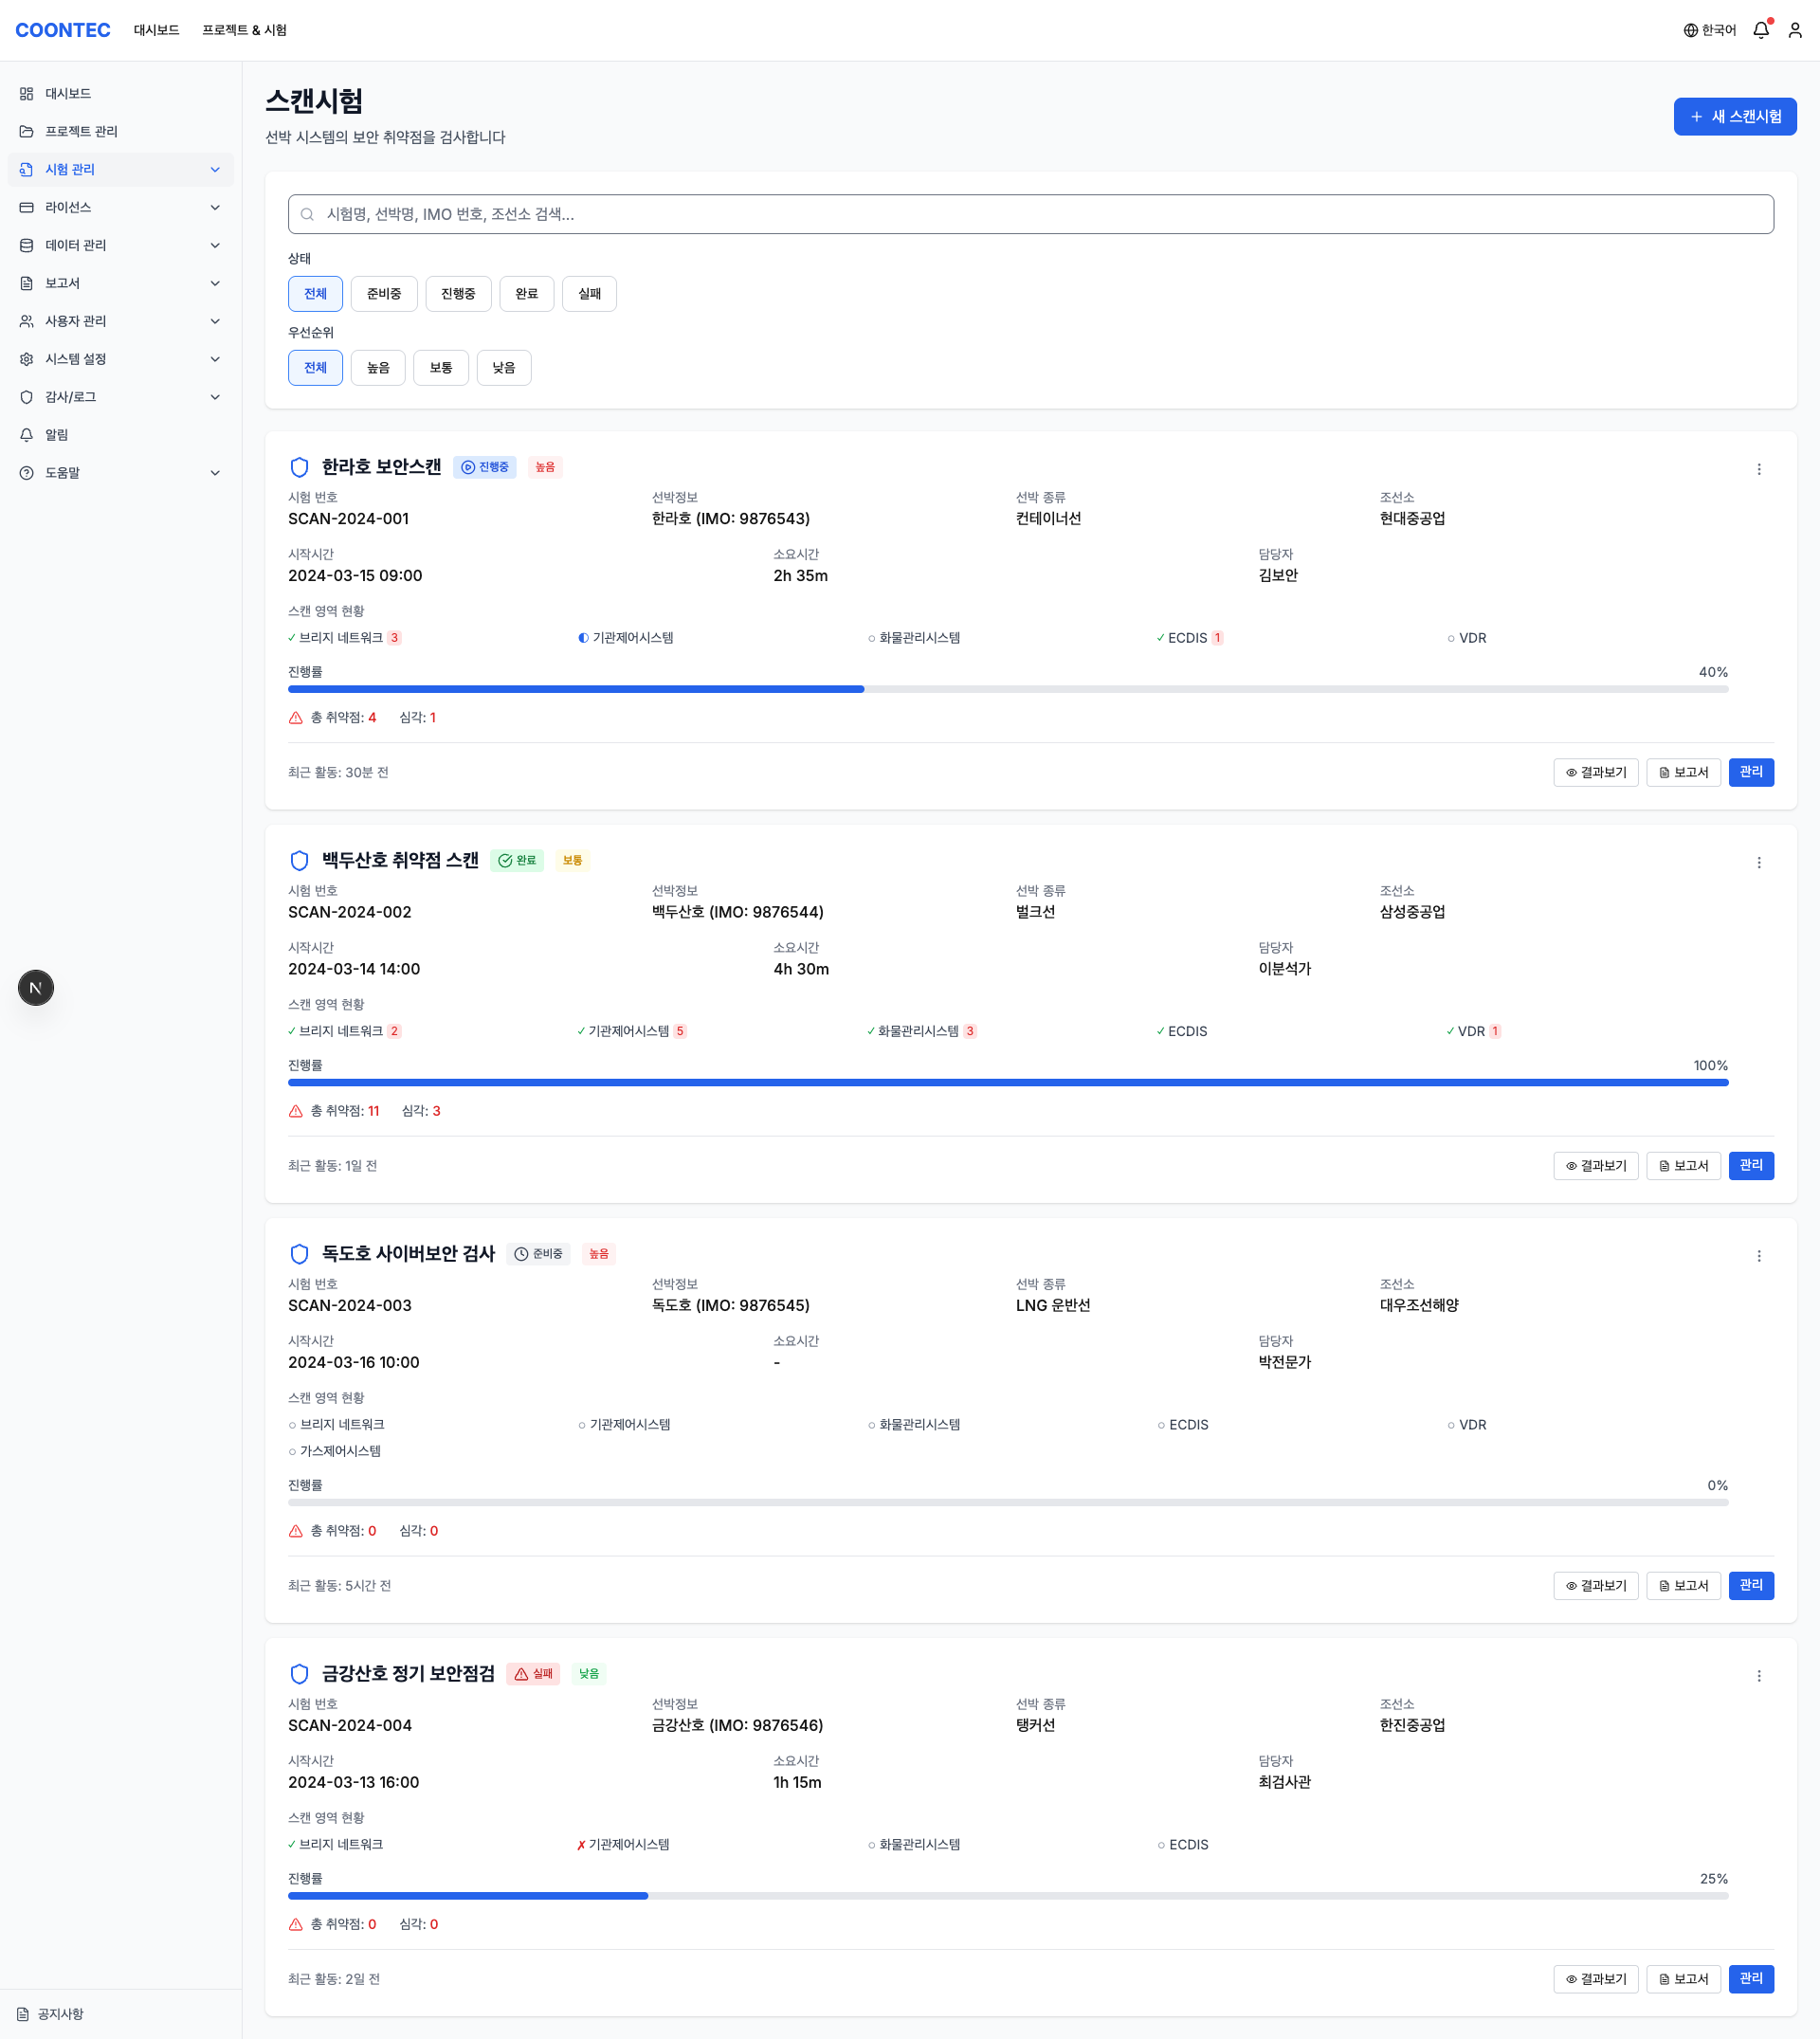 COONTEC 대시보드 프로젝트 & 시험 한국어
대시보드
프로젝트 관리
시험 관리
라이선스
데이터 관리
보고서
사용자 관리
시스템 설정
감사/로그
알림
도움말
공지사항
스캔시험
선박 시스템의 보안 취약점을 검사합니다
+ 새 스캔시험
시험명, 선박명, IMO 번호, 조선소 검색...
상태
전체 준비중 진행중 완료 실패
우선순위
전체 높음 보통 낮음
한라호 보안스캔 진행중 높음
시험 번호 선박정보 선박 종류 조선소
SCAN-2024-001 한라호 (IMO: 9876543) 컨테이너선 현대중공업
시작시간 소요시간 담당자
2024-03-15 09:00 2h 35m 김보안
스캔 영역 현황
✓ 브리지 네트워크 3 ◐ 기관제어시스템 ○ 화물관리시스템 ✓ ECDIS 1 ○ VDR
진행률 40%
총 취약점: 4 심각: 1
최근 활동: 30분 전 결과보기 보고서 관리
백두산호 취약점 스캔 완료 보통
시험 번호 선박정보 선박 종류 조선소
SCAN-2024-002 백두산호 (IMO: 9876544) 벌크선 삼성중공업
시작시간 소요시간 담당자
2024-03-14 14:00 4h 30m 이분석가
스캔 영역 현황
✓ 브리지 네트워크 2 ✓ 기관제어시스템 5 ✓ 화물관리시스템 3 ✓ ECDIS ✓ VDR 1
진행률 100%
총 취약점: 11 심각: 3
최근 활동: 1일 전 결과보기 보고서 관리
독도호 사이버보안 검사 준비중 높음
시험 번호 선박정보 선박 종류 조선소
SCAN-2024-003 독도호 (IMO: 9876545) LNG 운반선 대우조선해양
시작시간 소요시간 담당자
2024-03-16 10:00 - 박전문가
스캔 영역 현황
○ 브리지 네트워크 ○ 기관제어시스템 ○ 화물관리시스템 ○ ECDIS ○ VDR
○ 가스제어시스템
진행률 0%
총 취약점: 0 심각: 0
최근 활동: 5시간 전 결과보기 보고서 관리
금강산호 정기 보안점검 실패 낮음
시험 번호 선박정보 선박 종류 조선소
SCAN-2024-004 금강산호 (IMO: 9876546) 탱커선 한진중공업
시작시간 소요시간 담당자
2024-03-13 16:00 1h 15m 최검사관
스캔 영역 현황
✓ 브리지 네트워크 ✗ 기관제어시스템 ○ 화물관리시스템 ○ ECDIS
진행률 25%
총 취약점: 0 심각: 0
최근 활동: 2일 전 결과보기 보고서 관리
N